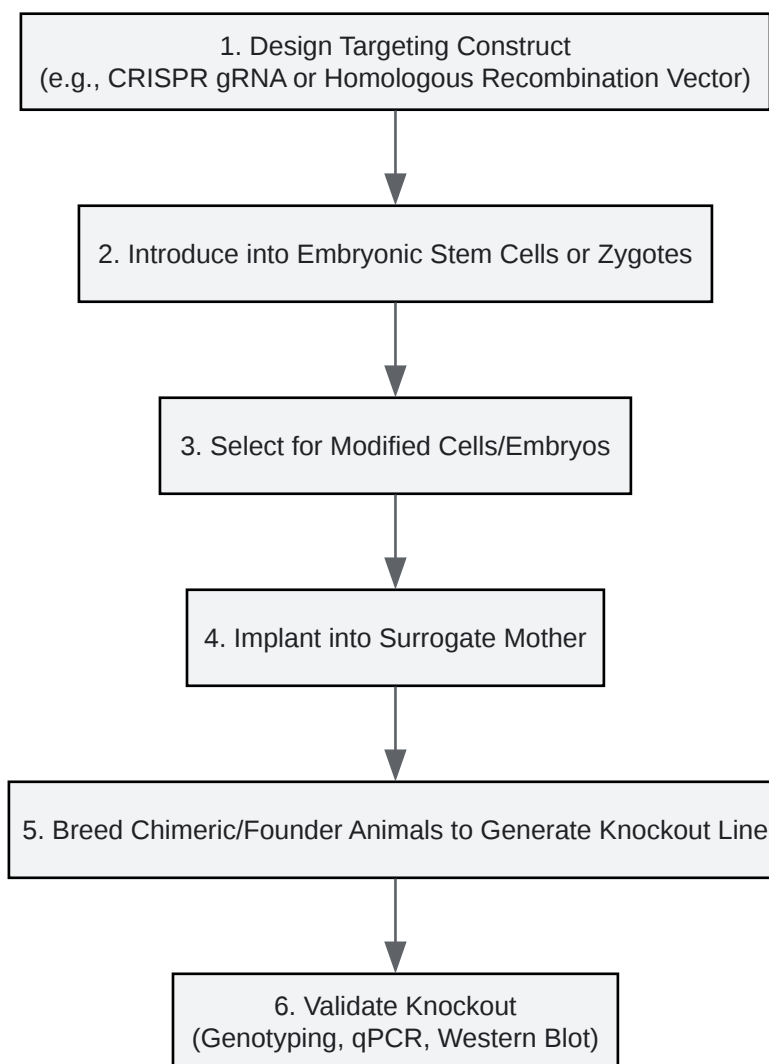 1. Design Targeting Construct
(e.g., CRISPR gRNA or Homologous Recombination Vector)
2. Introduce into Embryonic Stem Cells or Zygotes
3. Select for Modified Cells/Embryos
4. Implant into Surrogate Mother
5. Breed Chimeric/Founder Animals to Generate Knockout Line
6. Validate Knockout
(Genotyping, qPCR, Western Blot)